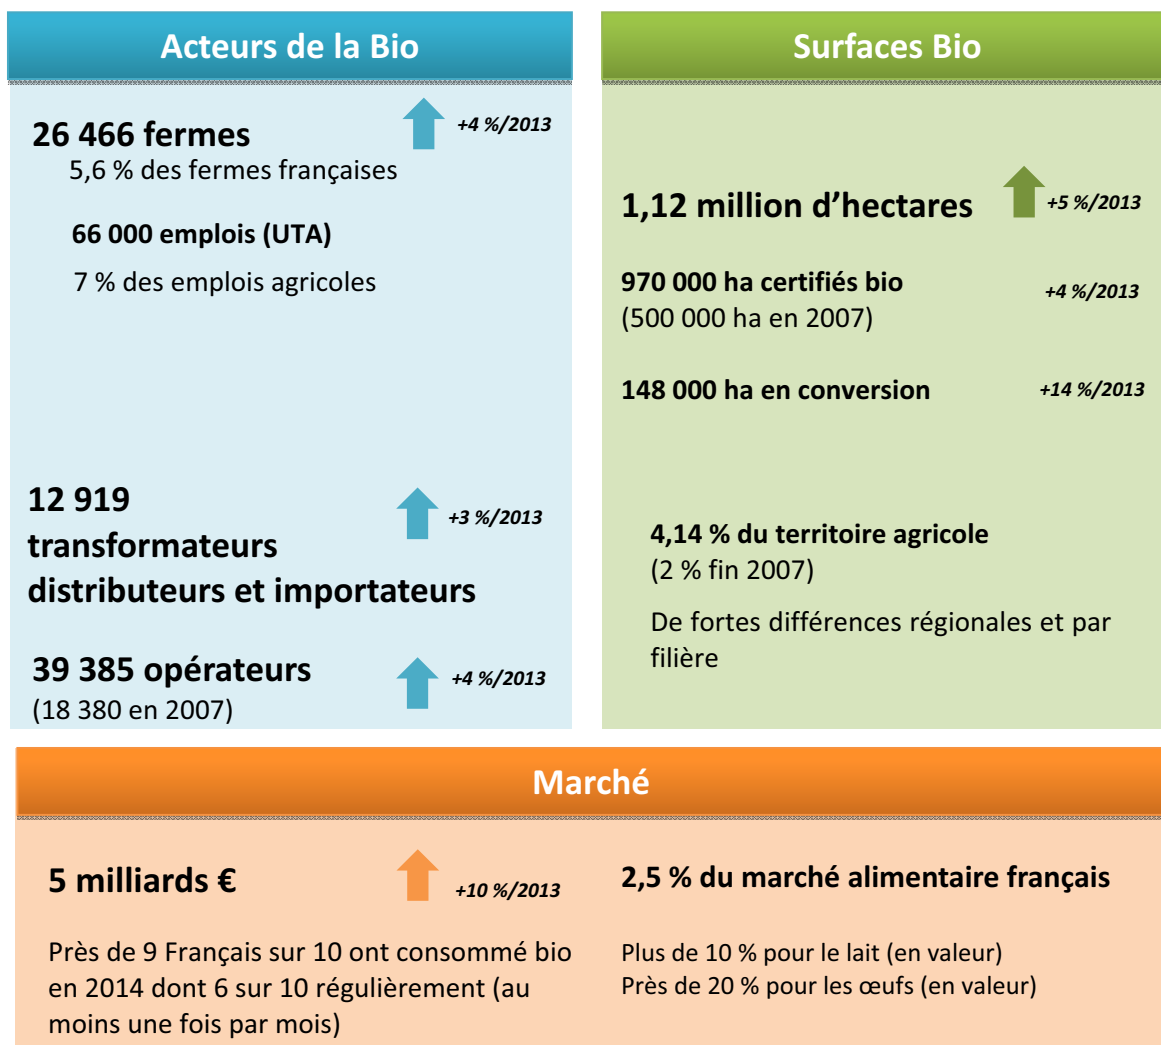 Acteurs de la Bio
26 466 fermes
+4 %/2013
5,6 % des fermes françaises
66 000 emplois (UTA)
7 % des emplois agricoles
12 919
transformateurs
+3 %/2013
distributeurs et importateurs
39 385 opérateurs
+4 %/2013
(18 380 en 2007)
Surfaces Bio
1,12 million d’hectares
+5 %/2013
970 000 ha certifiés bio
+4 %/2013
(500 000 ha en 2007)
148 000 ha en conversion
+14 %/2013
4,14 % du territoire agricole
(2 % fin 2007)
De fortes différences régionales et par
filière
Marché
5 milliards €
+10 %/2013
Près de 9 Français sur 10 ont consommé bio
en 2014 dont 6 sur 10 régulièrement (au
moins une fois par mois)
2,5 % du marché alimentaire français
Plus de 10 % pour le lait (en valeur)
Près de 20 % pour les œufs (en valeur)